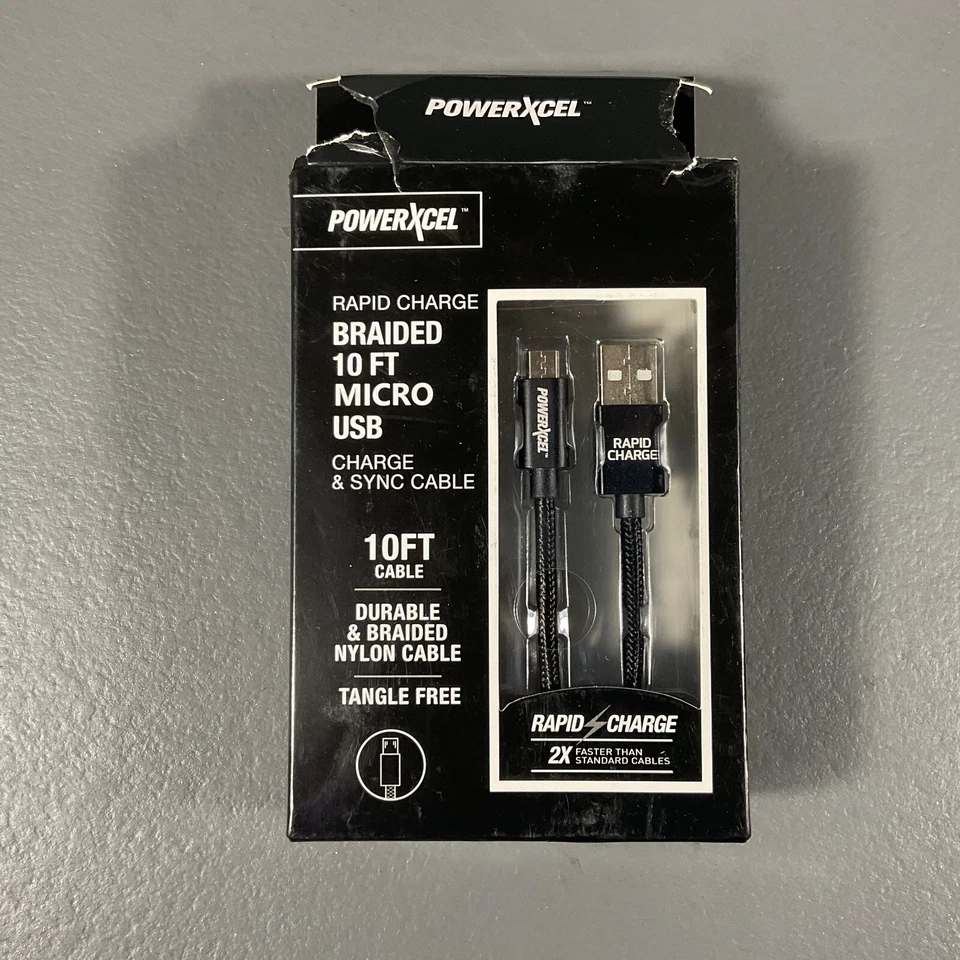 POWERXCEL™
POWERXCEL™
RAPID CHARGE
BRAIDED
10 FT
MICRO
USB
CHARGE
& SYNC CABLE
10FT
CABLE
DURABLE
& BRAIDED
NYLON CABLE
TANGLE FREE
POWERXCEL™
RAPID
CHARGE
RAPID CHARGE
2X FASTER THAN
STANDARD CABLES